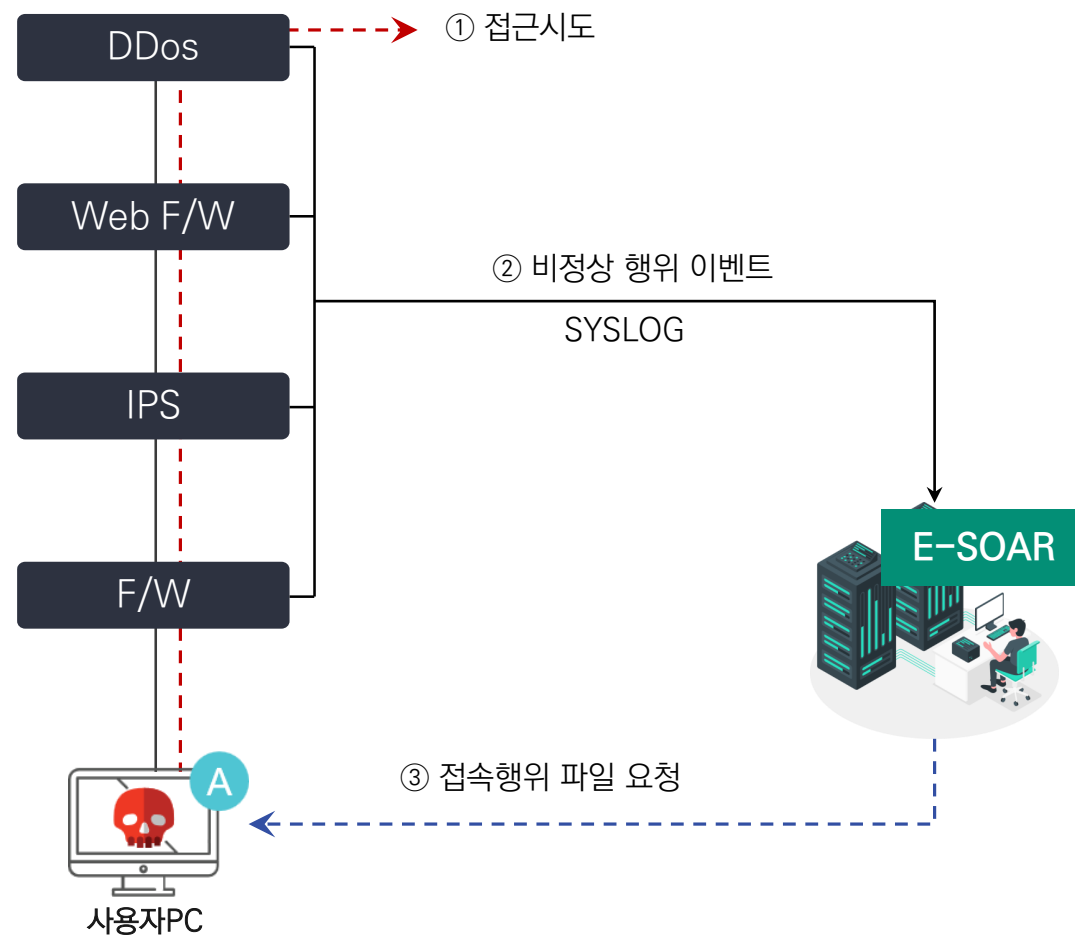 DDos
① 접근시도
Web F/W
② 비정상 행위 이벤트
SYSLOG
IPS
E-SOAR
F/W
③ 접속행위 파일 요청
A
사용자PC